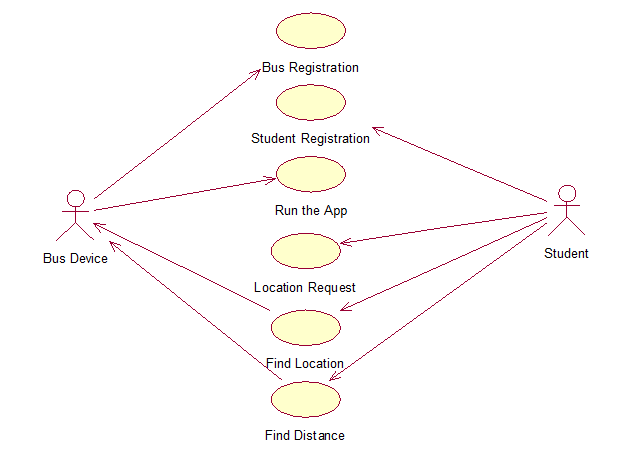 Bus Registration
Student Registration
Run the App
Bus Device
Student
Location Request
Find Location
Find Distance